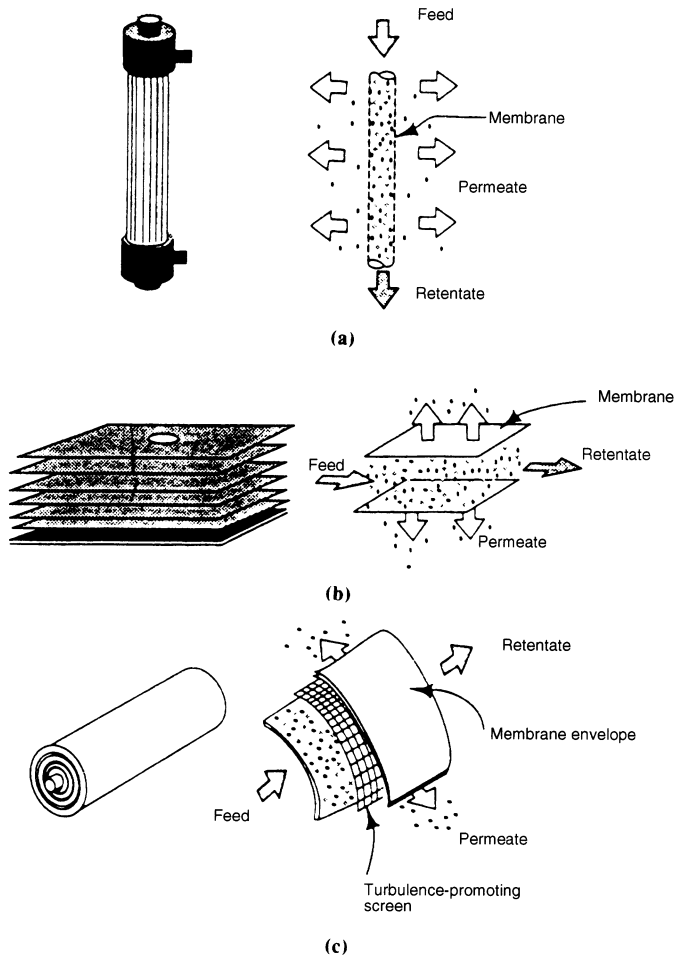 Feed
Membrane
Permeate
Retentate
(a)
Membrane
Retentate
Feed
Permeate
(b)
Retentate
Membrane envelope
Feed
Permeate
Turbulence-promoting
screen
(c)